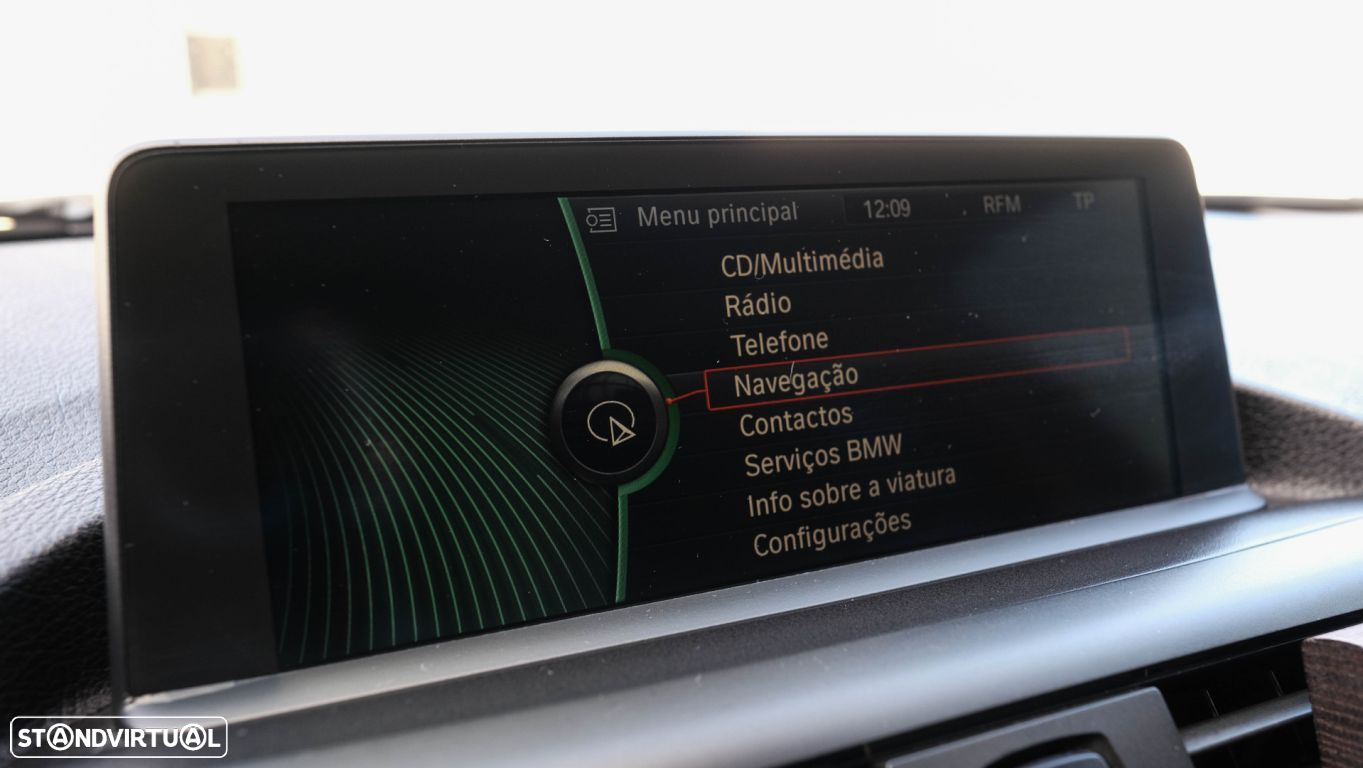 Menu principal 12:09 RFM TP
CD/Multimédia
Rádio
Telefone
Navegação
Contactos
Serviços BMW
Info sobre a viatura
Configurações
STANDVIRTUAL